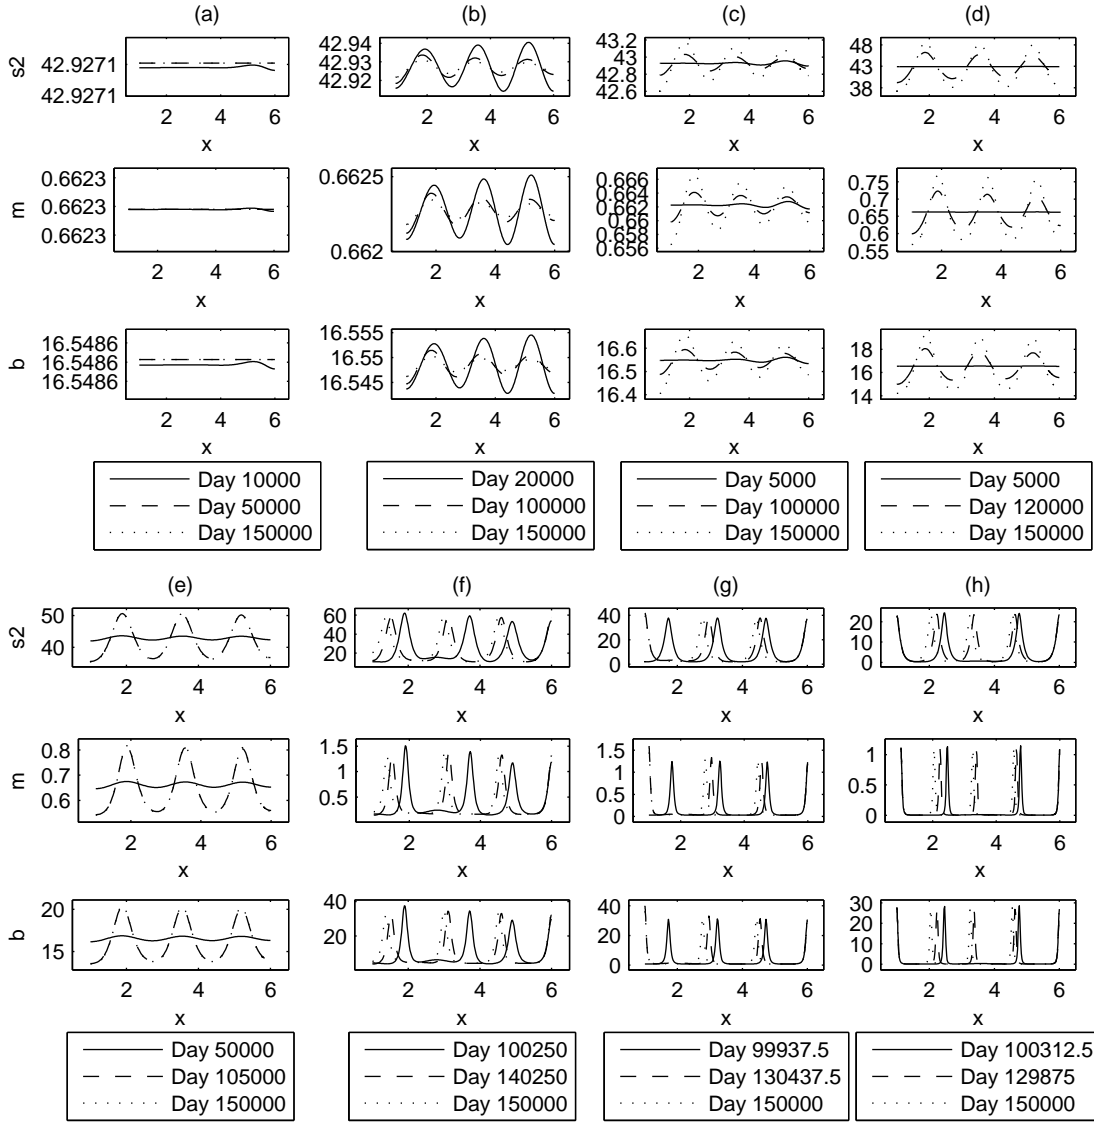 (a) (b) (c) (d)
s2
42.9271
42.9271
2 4 6
x
42.94
42.93
42.92
2 4 6
x
43.2
43
42.8
42.6
2 4 6
x
48
43
38
2 4 6
x
m
0.6623
0.6623
0.6623
2 4 6
x
0.6625
0.662
2 4 6
x
0.666
0.664
0.662
0.66
0.658
0.656
2 4 6
x
0.75
0.7
0.65
0.6
0.55
2 4 6
x
b
16.5486
16.5486
16.5486
2 4 6
x
16.555
16.55
16.545
2 4 6
x
16.6
16.5
16.4
2 4 6
x
18
16
14
2 4 6
x
Day 10000
Day 50000
Day 150000
Day 20000
Day 100000
Day 150000
Day 5000
Day 100000
Day 150000
Day 5000
Day 120000
Day 150000
(e) (f) (g) (h)
s2
50
40
2 4 6
x
60
40
20
2 4 6
x
40
20
0
2 4 6
x
20
10
0
2 4 6
x
m
0.8
0.7
0.6
2 4 6
x
1.5
1
0.5
2 4 6
x
1.5
1
0.5
0
2 4 6
x
1
0.5
0
2 4 6
x
b
20
15
2 4 6
x
40
20
2 4 6
x
40
20
0
2 4 6
x
30
20
10
0
2 4 6
x
Day 50000
Day 105000
Day 150000
Day 100250
Day 140250
Day 150000
Day 99937.5
Day 130437.5
Day 150000
Day 100312.5
Day 129875
Day 150000